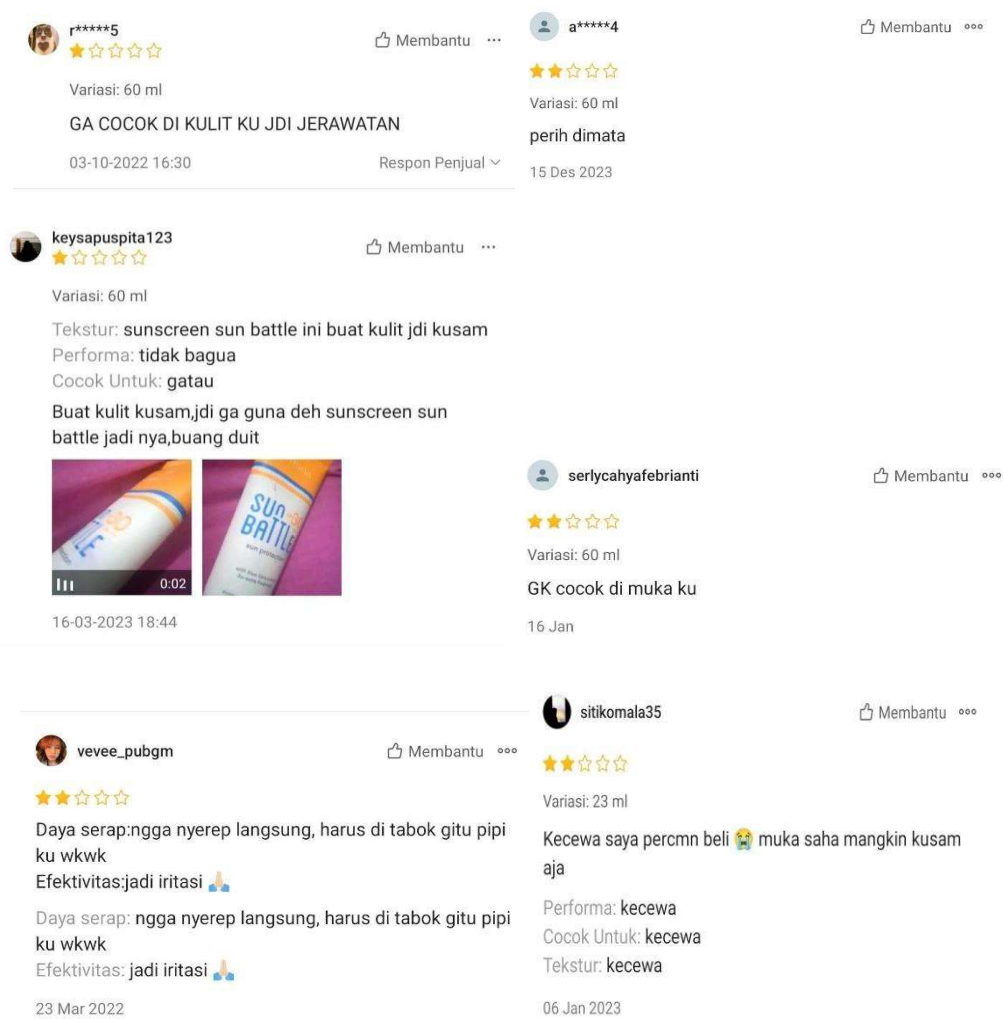 r*****5
Membantu
Variasi: 60 ml
GA COCOK DI KULIT KU JDI JERAWATAN
03-10-2022 16:30
Respon Penjual
a*****4
Membantu
Variasi: 60 ml
perih dimata
15 Des 2023
keysapuspita123
Membantu
Variasi: 60 ml
Tekstur: sunscreen sun battle ini buat kulit jdi kusam
Performa: tidak bagua
Cocok Untuk: gatau
Buat kulit kusam,jdi ga guna deh sunscreen sun
battle jadi nya,buang duit
0:02
SUN
BATTLE
sun
16-03-2023 18:44
serlycahyafebrianti
Membantu
Variasi: 60 ml
GK cocok di muka ku
16 Jan
vevee_pubgm
Membantu
Daya serap:ngga nyerep langsung, harus di tabok gitu pipi
ku wkwk
Efektivitas:jadi iritasi 🙏🏻
Daya serap: ngga nyerep langsung, harus di tabok gitu pipi
ku wkwk
Efektivitas: jadi iritasi 🙏🏻
23 Mar 2022
sitikomala35
Membantu
Variasi: 23 ml
Kecewa saya percmn beli 😭 muka saha mangkin kusam
aja
Performa: kecewa
Cocok Untuk: kecewa
Tekstur: kecewa
06 Jan 2023